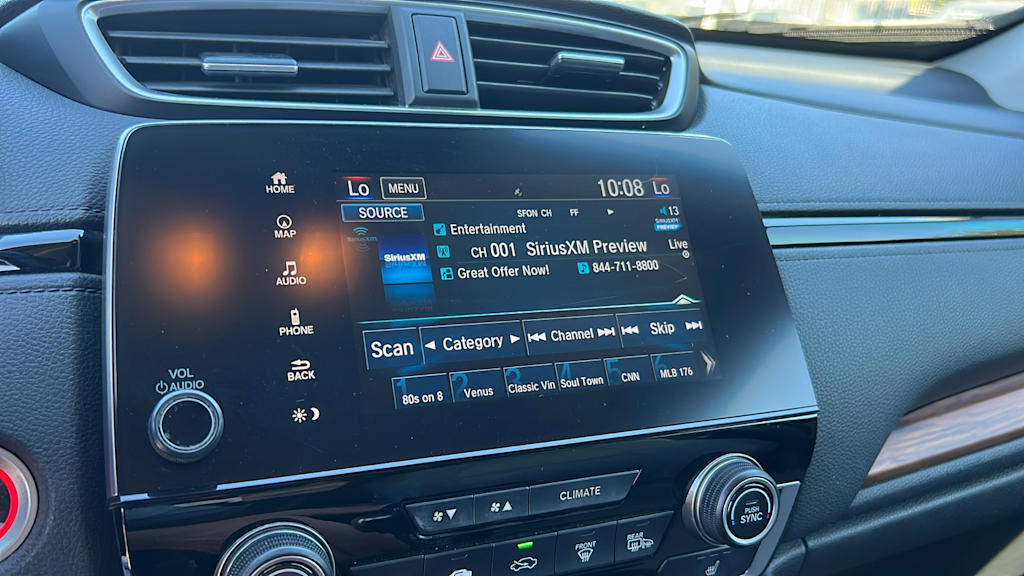 HOME
MAP
AUDIO
PHONE
BACK
VOL
AUDIO
Lo MENU 10:08 Lo
SOURCE SFON CH FF 13
SiriusXM Entertainment SIRIUSXM
PREVIEW
SiriusXM CH 001 SiriusXM Preview Live
Great Offer Now! 844-711-8800
Scan Category Channel Skip
1 2 3 4 5 6
80s on 8 Venus Classic Vin Soul Town CNN MLB 176
CLIMATE
FRONT
REAR
PUSH
SYNC